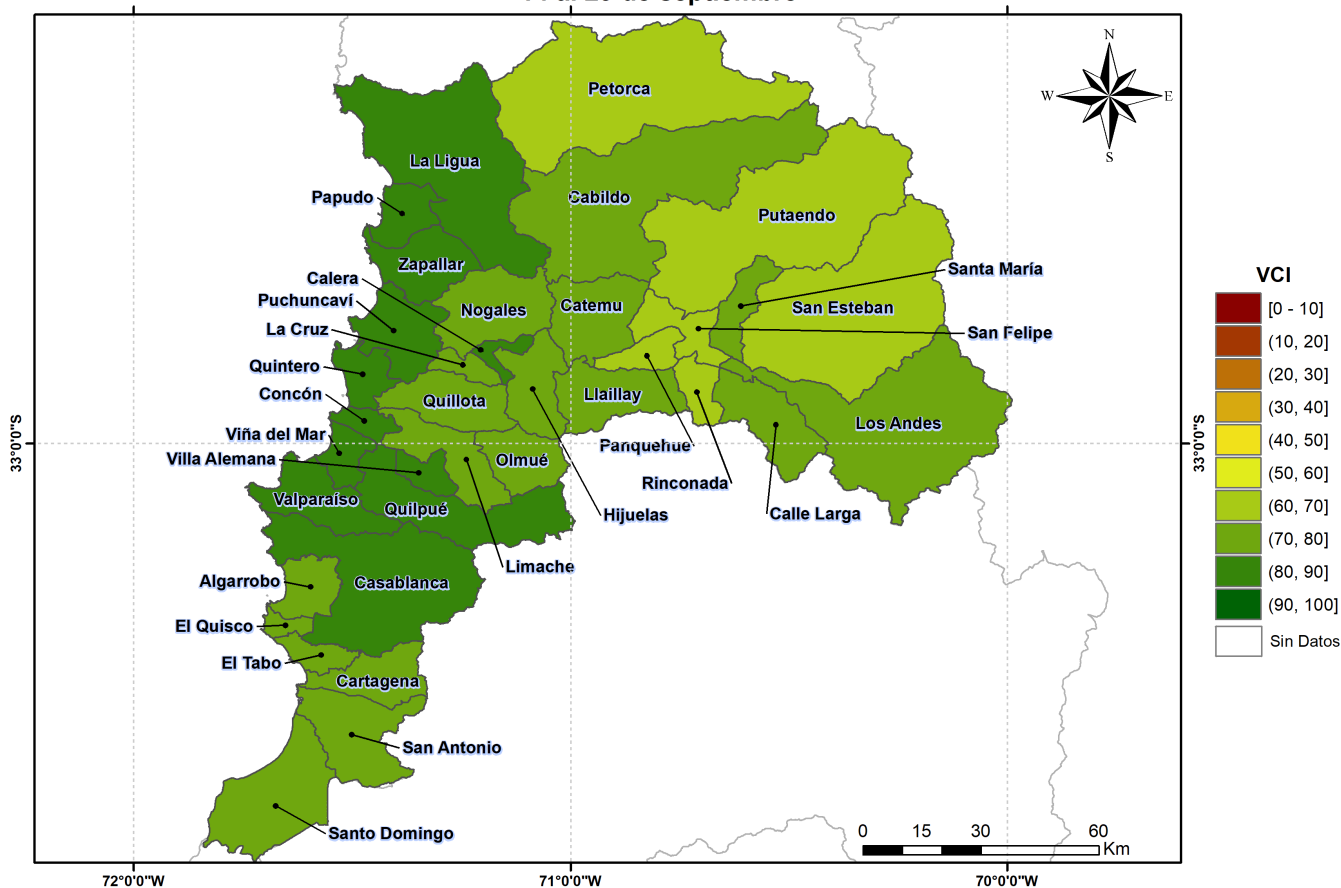 N
W E
S
Petorca
La Ligua
Papudo
Cabildo
Putaendo
Zapallar
Santa María
Calera
Puchuncaví
Nogales
Catemu
San Esteban
La Cruz
San Felipe
Quintero
Concón
Quillota
Llaillay
Los Andes
Viña del Mar
Panquehue
Villa Alemana
Olmué
Rinconada
Valparaíso
Quilpué
Hijuelas
Calle Larga
Limache
Algarrobo
Casablanca
El Quisco
El Tabo
Cartagena
San Antonio
Santo Domingo
VCI
[0 - 10]
(10, 20]
(20, 30]
(30, 40]
(40, 50]
(50, 60]
(60, 70]
(70, 80]
(80, 90]
(90, 100]
Sin Datos
0 15 30 60
Km
33°0'0"S
33°0'0"S
72°0'0"W
71°0'0"W
70°0'0"W